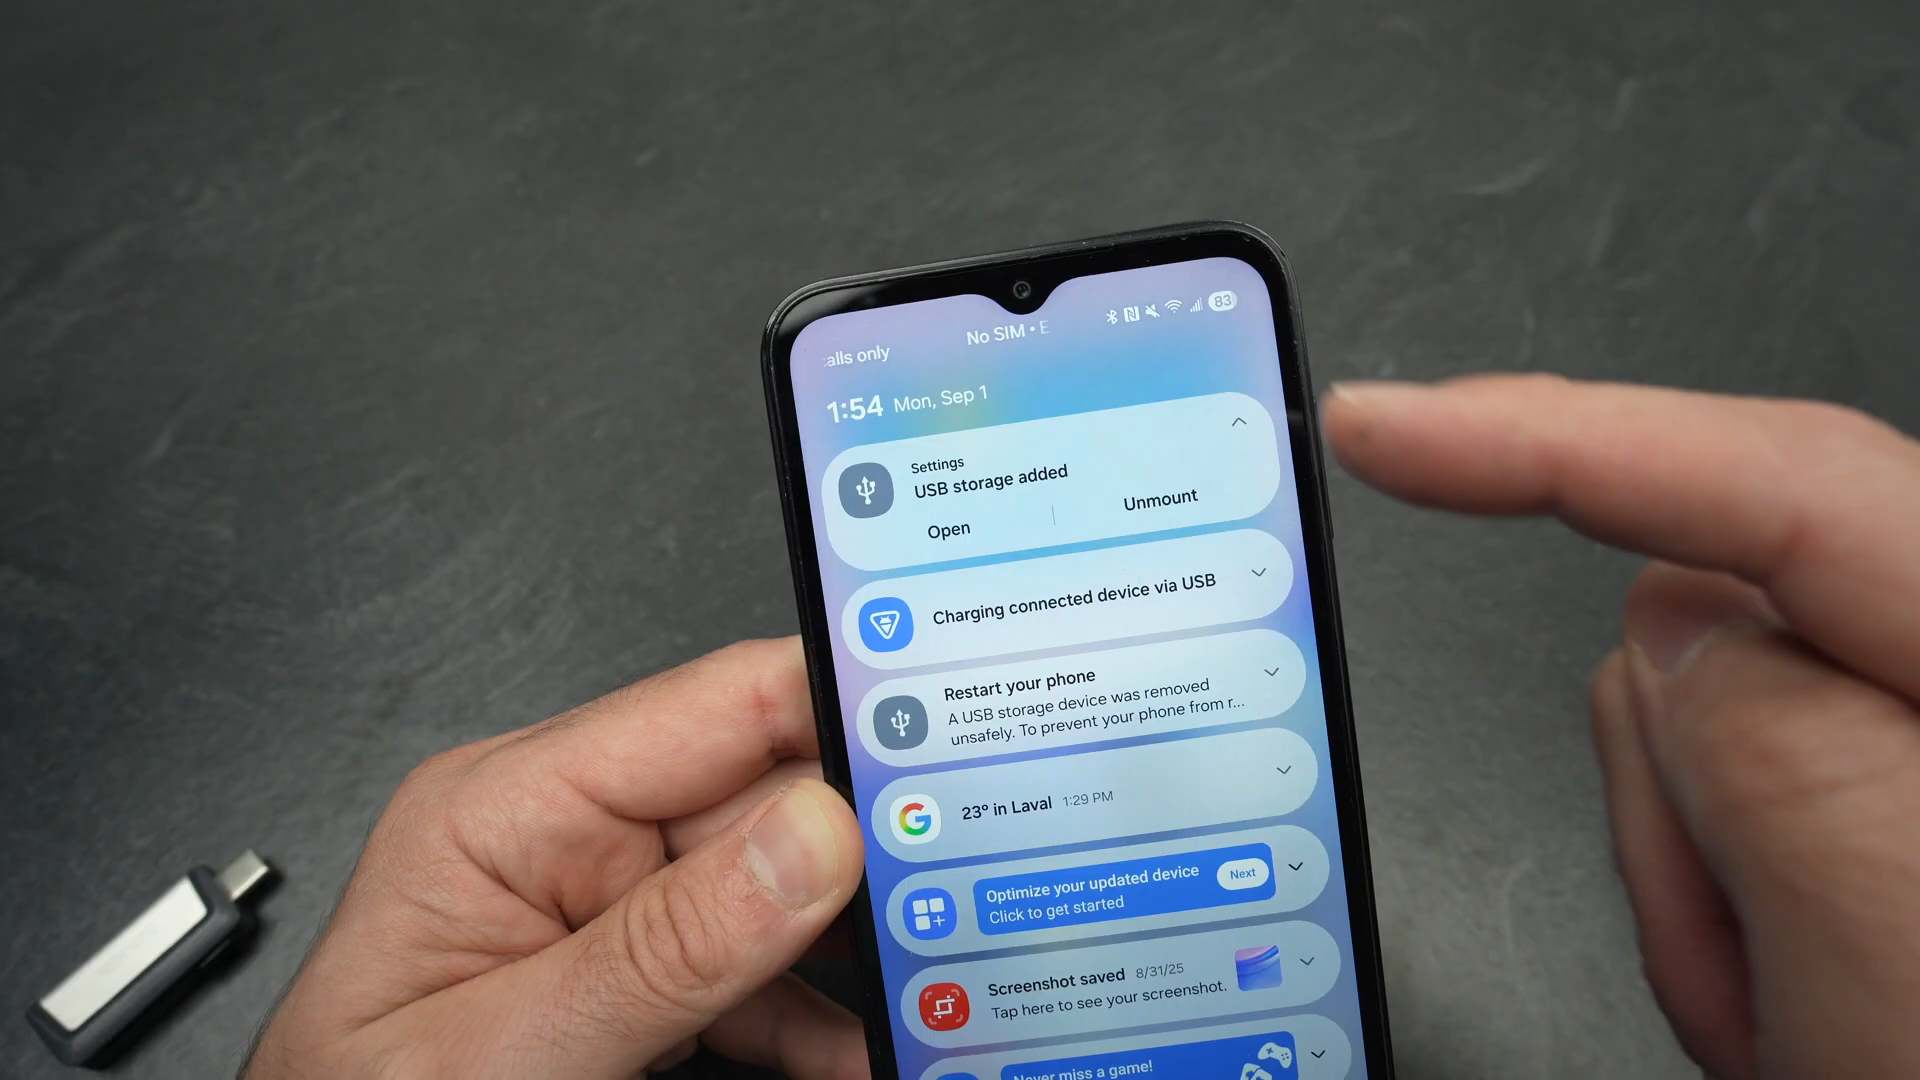 :alls only
No SIM • E
83
1:54 Mon, Sep 1
Settings
USB storage added
Open
Unmount
Charging connected device via USB
Restart your phone
A USB storage device was removed
unsafely. To prevent your phone from r...
23° in Laval 1:29 PM
Optimize your updated device
Click to get started
Next
Screenshot saved 8/31/25
Tap here to see your screenshot.
Never miss a game!